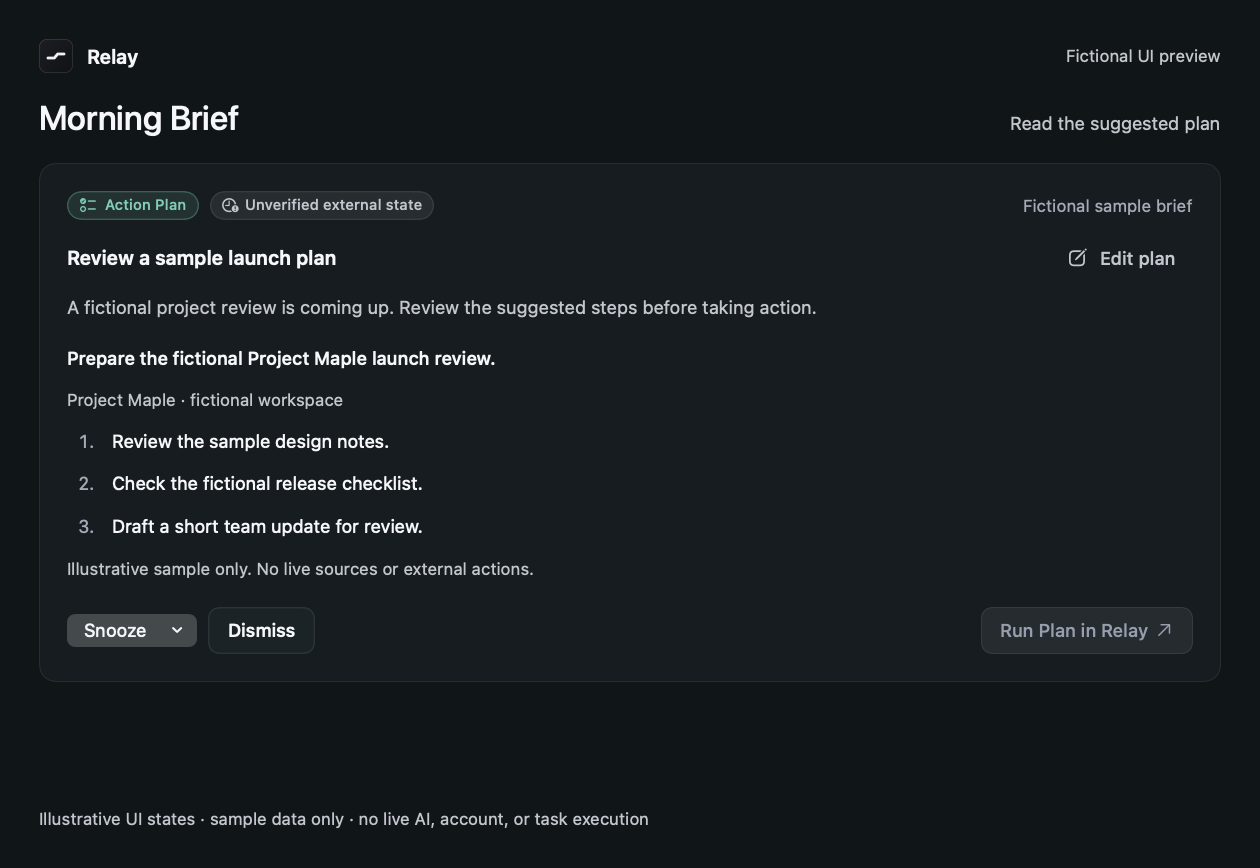 Relay
Fictional UI preview
Morning Brief
Read the suggested plan
Action Plan
Unverified external state
Fictional sample brief
Review a sample launch plan
Edit plan
A fictional project review is coming up. Review the suggested steps before taking action.
Prepare the fictional Project Maple launch review.
Project Maple · fictional workspace
1. Review the sample design notes.
2. Check the fictional release checklist.
3. Draft a short team update for review.
Illustrative sample only. No live sources or external actions.
Snooze
Dismiss
Run Plan in Relay
Illustrative UI states · sample data only · no live AI, account, or task execution